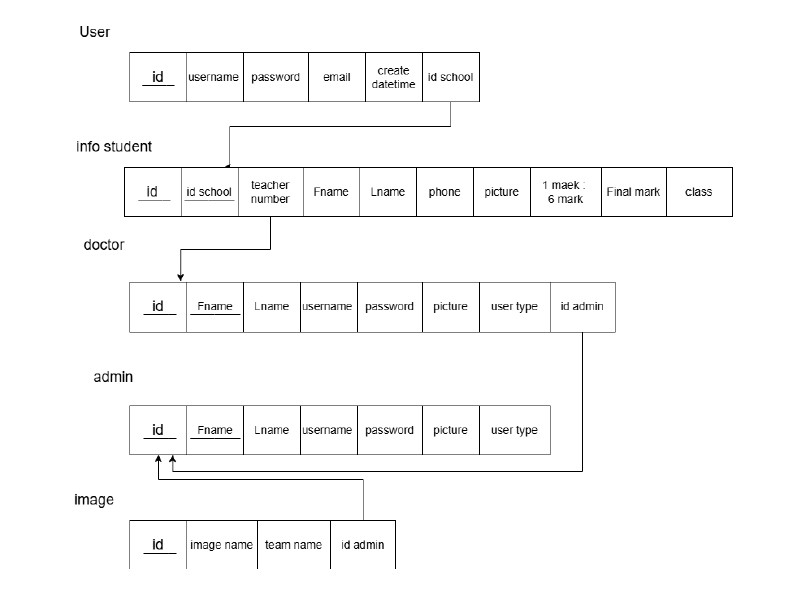 User
id username password email create datetime id school
info student
id id school teacher number Fname Lname phone picture 1 maek : 6 mark Final mark class
doctor
id Fname Lname username password picture user type id admin
admin
id Fname Lname username password picture user type
image
id image name team name id admin